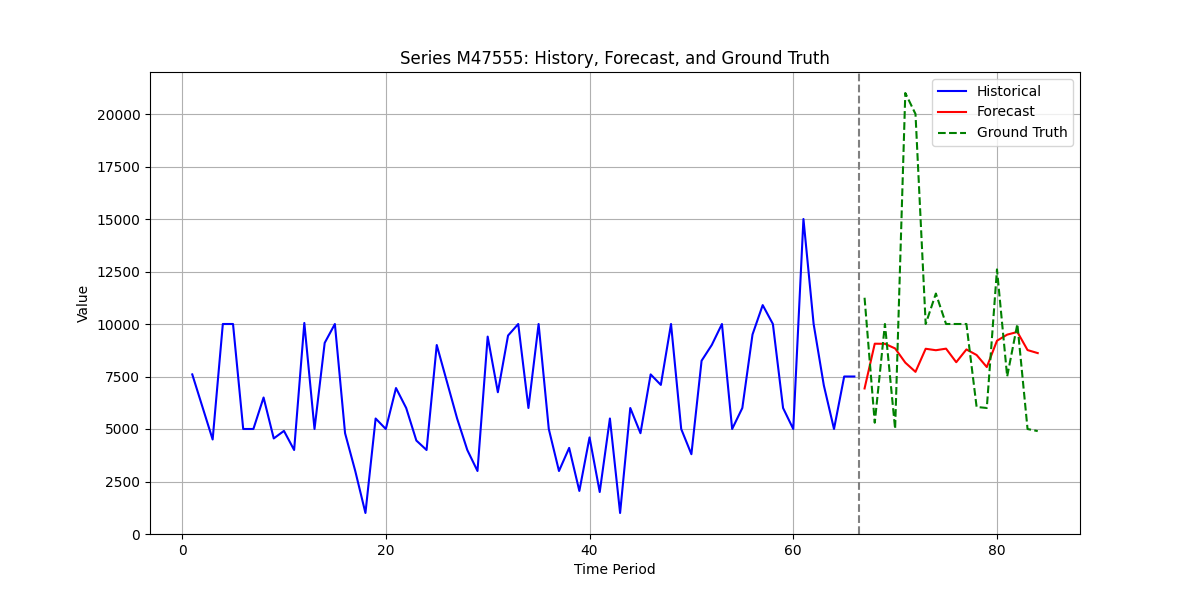 Series M47555: History, Forecast, and Ground Truth
Historical
Forecast
Ground Truth
20000
17500
15000
12500
10000
7500
5000
2500
0
Value
0 20 40 60 80
Time Period